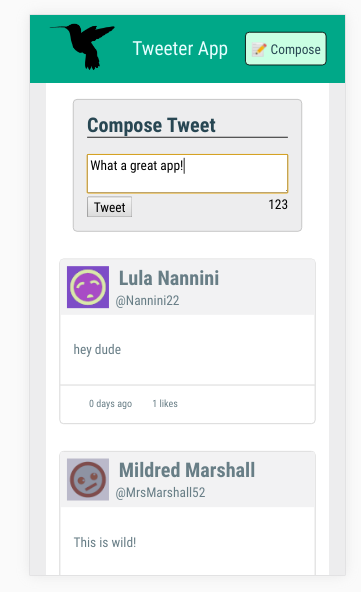 Tweeter App
Compose
Compose Tweet
What a great app!
Tweet
123
Lula Nannini
@Nannini22
hey dude
0 days ago 1 likes
Mildred Marshall
@MrsMarshall52
This is wild!